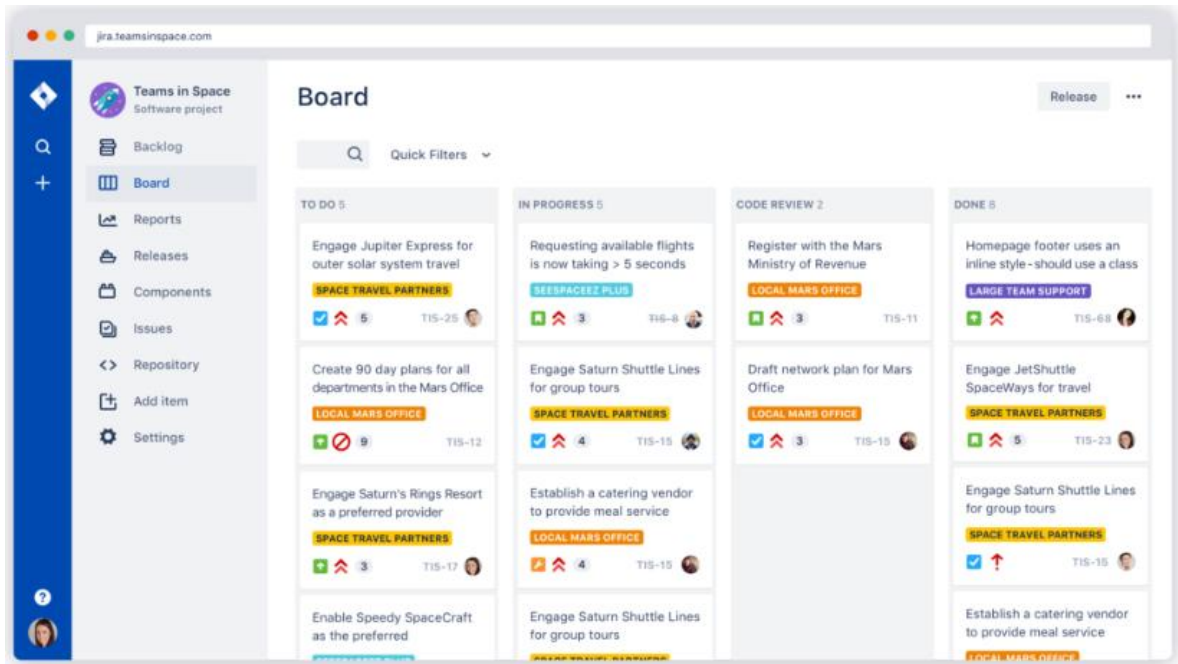 jira.teamsinspace.com
Teams in Space
Software project
Backlog
Board
Reports
Releases
Components
Issues
Repository
Add item
Settings
Board
Release
Quick Filters
TO DO 5
Engage Jupiter Express for
outer solar system travel
SPACE TRAVEL PARTNERS
5
TIS-25
Create 90 day plans for all
departments in the Mars Office
LOCAL MARS OFFICE
9
TIS-12
Engage Saturn's Rings Resort
as a preferred provider
SPACE TRAVEL PARTNERS
3
TIS-17
Enable Speedy SpaceCraft
as the preferred
IN PROGRESS 5
Requesting available flights
is now taking > 5 seconds
SEESPACEEZ PLUS
3
TIS-8
Engage Saturn Shuttle Lines
for group tours
SPACE TRAVEL PARTNERS
4
TIS-15
Establish a catering vendor
to provide meal service
LOCAL MARS OFFICE
4
TIS-15
Engage Saturn Shuttle Lines
for group tours
SPACE TRAVEL PARTNERS
CODE REVIEW 2
Register with the Mars
Ministry of Revenue
LOCAL MARS OFFICE
3
TIS-11
Draft network plan for Mars
Office
LOCAL MARS OFFICE
3
TIS-15
DONE 8
Homepage footer uses an
inline style-should use a class
LARGE TEAM SUPPORT
TIS-68
Engage JetShuttle
SpaceWays for travel
SPACE TRAVEL PARTNERS
5
TIS-23
Engage Saturn Shuttle Lines
for group tours
SPACE TRAVEL PARTNERS
TIS-15
Establish a catering vendor
to provide meal service
LOCAL MARS OFFICE